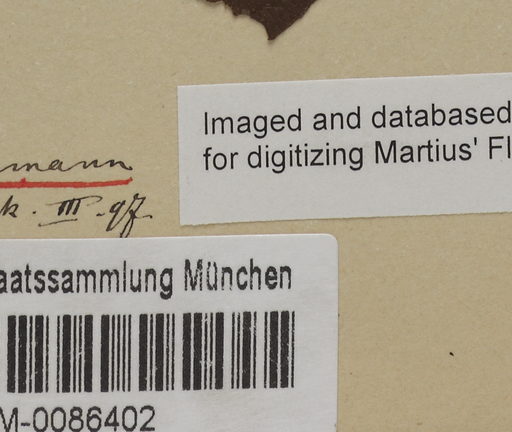 Imaged and databased
for digitizing Martius' Fl
mann
k. III. 97.
aatssammlung München
M-0086402